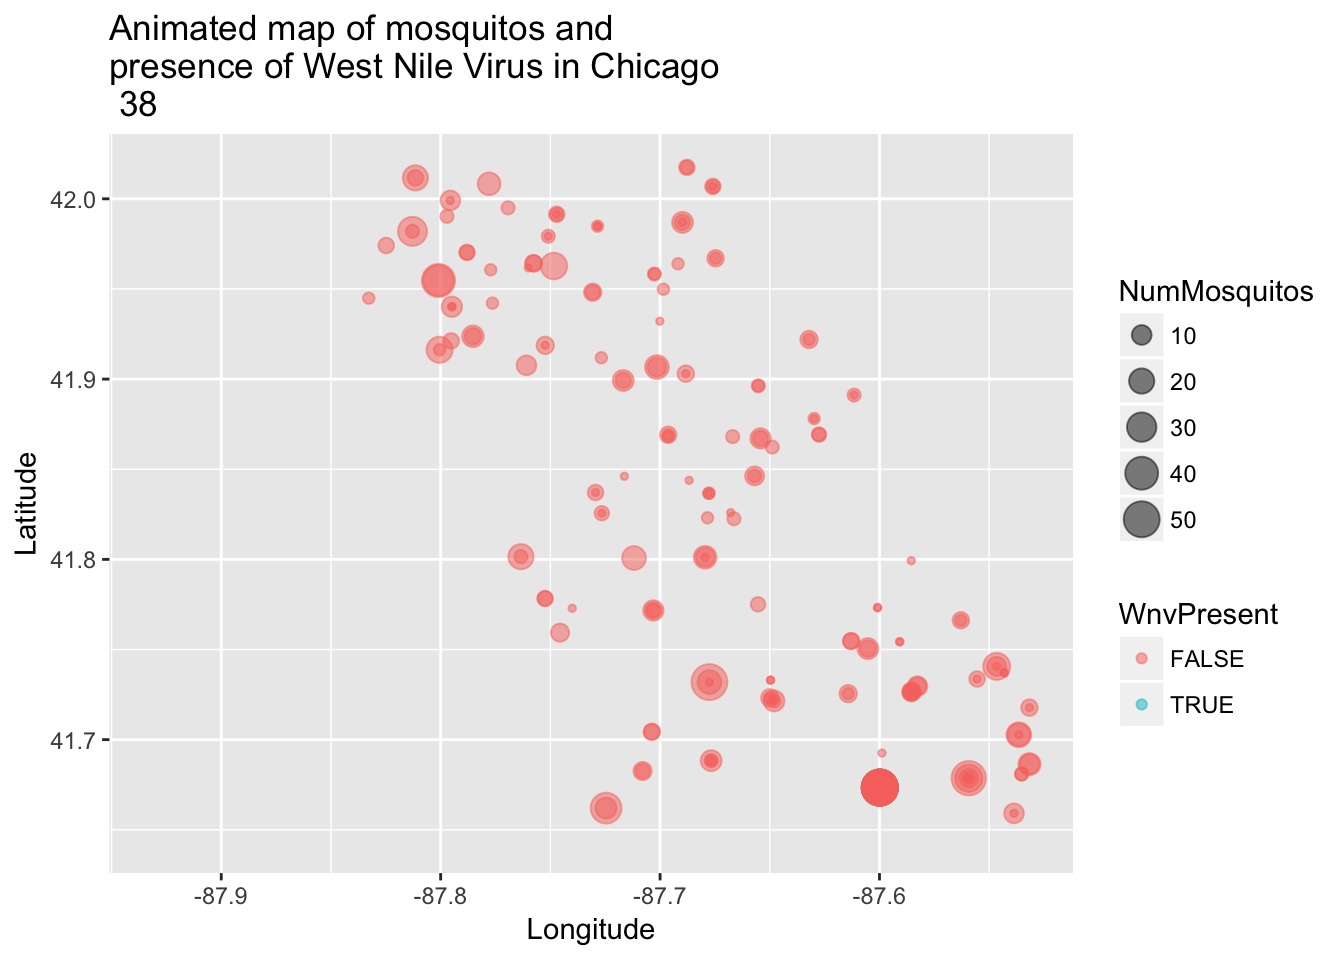 Animated map of mosquitos and
presence of West Nile Virus in Chicago
38
42.0
41.9
41.8
41.7
Latitude
-87.9
-87.8
-87.7
-87.6
Longitude
NumMosquitos
10
20
30
40
50
WnvPresent
FALSE
TRUE